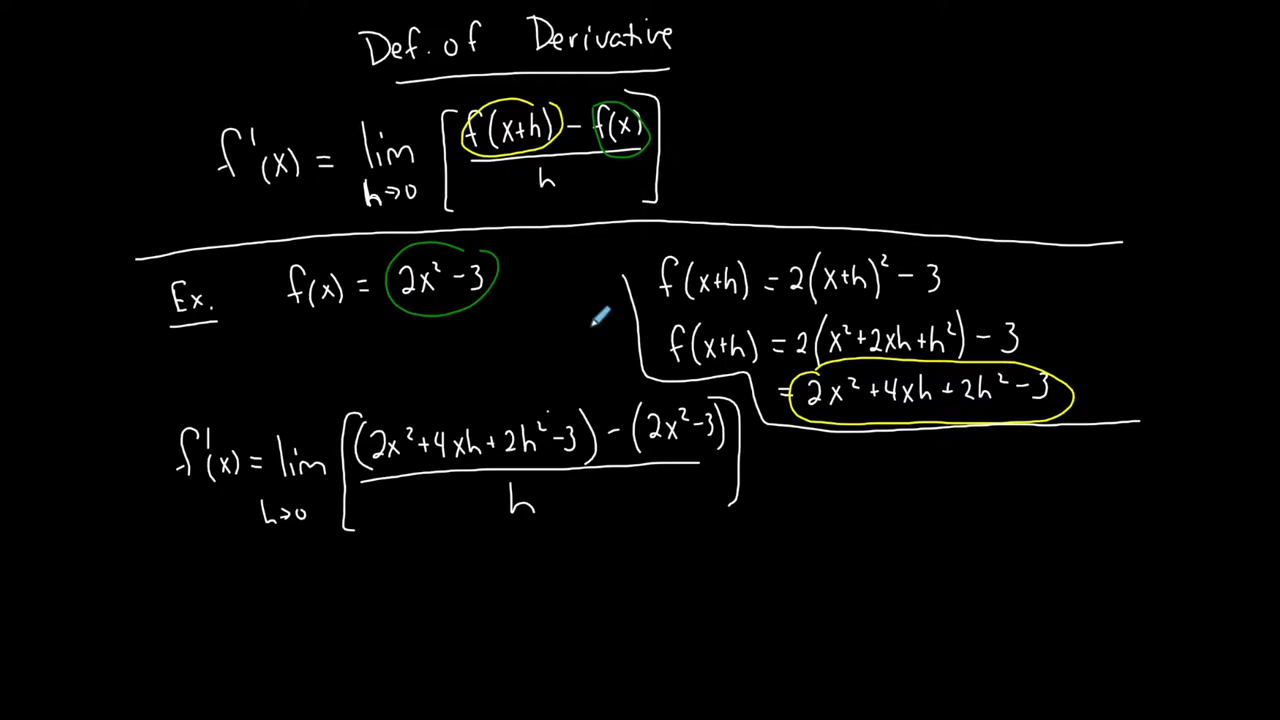 Def. of Derivative
f'(x) = lim h→0 [ (f(x+h) - f(x)) / h ]
Ex. f(x) = 2x² - 3
f(x+h) = 2(x+h)² - 3
f(x+h) = 2(x² + 2xh + h²) - 3
= 2x² + 4xh + 2h² - 3
f'(x) = lim h→0 [ ((2x² + 4xh + 2h² - 3) - (2x² - 3)) / h ]